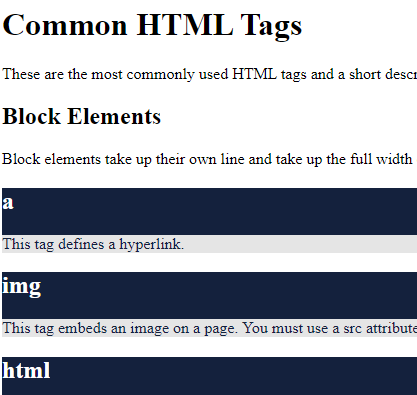 Common HTML Tags
These are the most commonly used HTML tags and a short
Block Elements
Block elements take up their own line and take up the full width
a
This tag defines a hyperlink.
img
This tag embeds an image on a page. You must use a src attribute
html